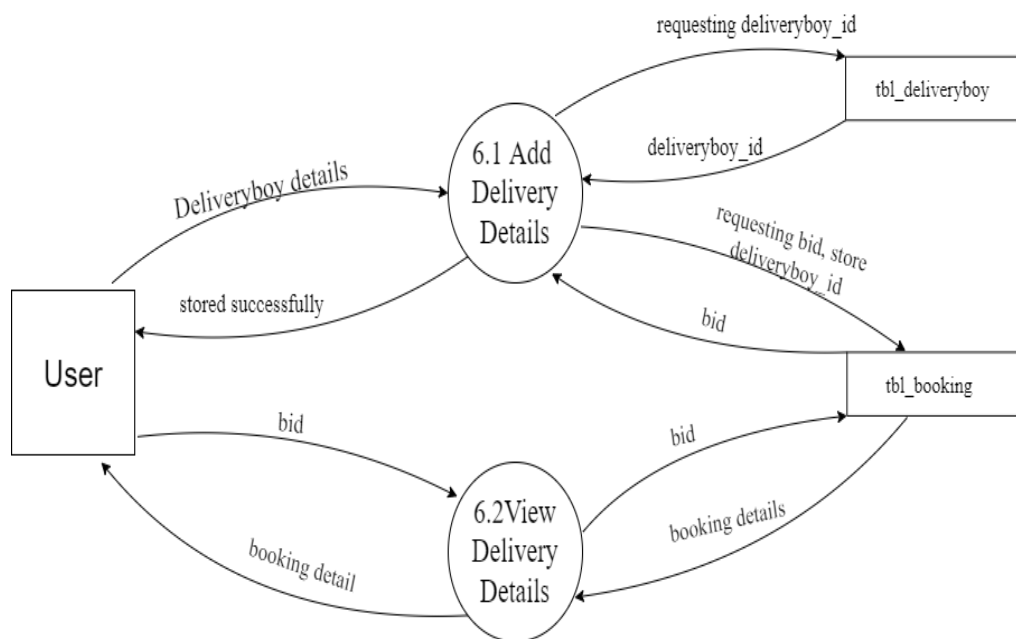 requesting deliveryboy_id
tbl_deliveryboy
deliveryboy_id
6.1 Add
Delivery
Details
Deliveryboy details
requesting bid, store
deliveryboy_id
stored successfully
bid
User
tbl_booking
bid
bid
6.2View
Delivery
Details
booking details
booking detail